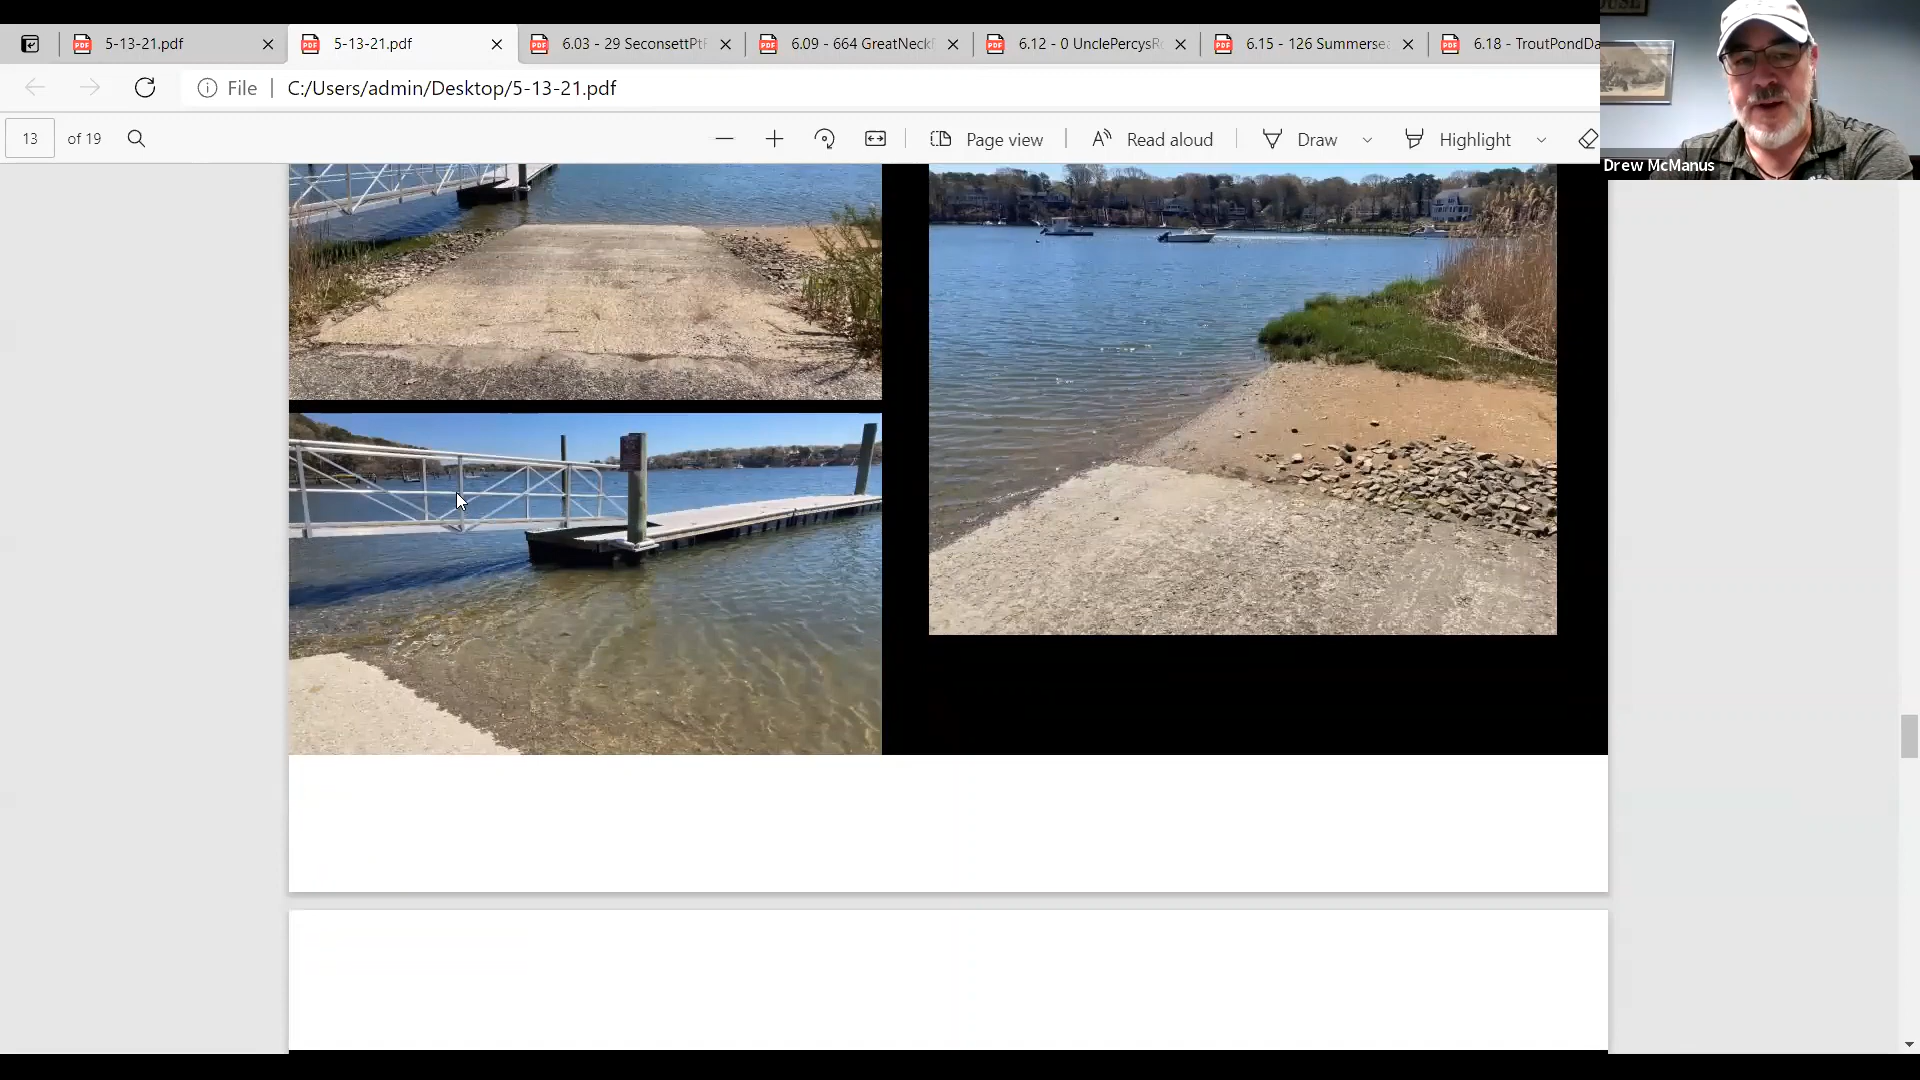 5-13-21.pdf
5-13-21.pdf
6.03 - 29 SeconsettPt
6.09 - 664 GreatNeck
6.12 - 0 UnclePercysR
6.15 - 126 Summerse
6.18 - TroutPondDa
File
C:/Users/admin/Desktop/5-13-21.pdf
13 of 19
Page view
Read aloud
Draw
Highlight
Drew McManus